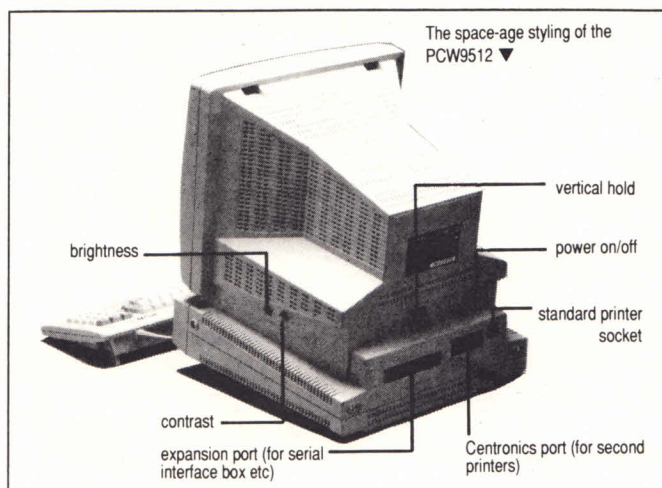 The space-age styling of the
PCW9512 ▼
vertical hold
brightness
power on/off
standard printer
socket
contrast
expansion port (for serial
interface box etc)
Centronics port (for second
printers)